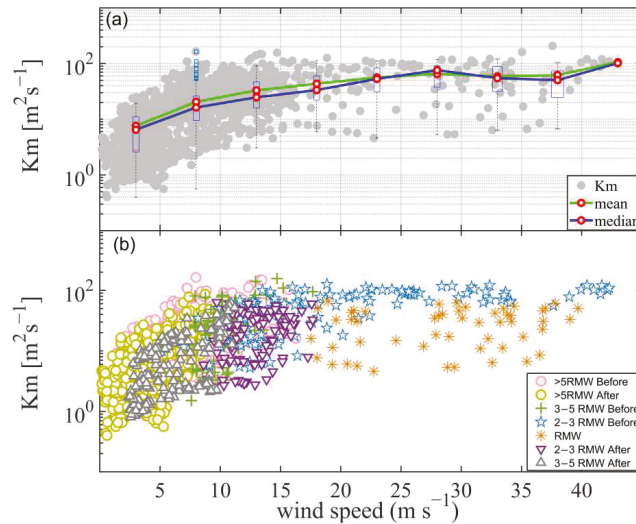 (a)
Km [m² s⁻¹]
10²
10⁰
Km
mean
median
(b)
Km [m² s⁻¹]
10²
10⁰
>5RMW Before
>5RMW After
3–5 RMW Before
2–3 RMW Before
RMW
2–3 RMW After
3–5 RMW After
5 10 15 20 25 30 35 40
wind speed (m s⁻¹)